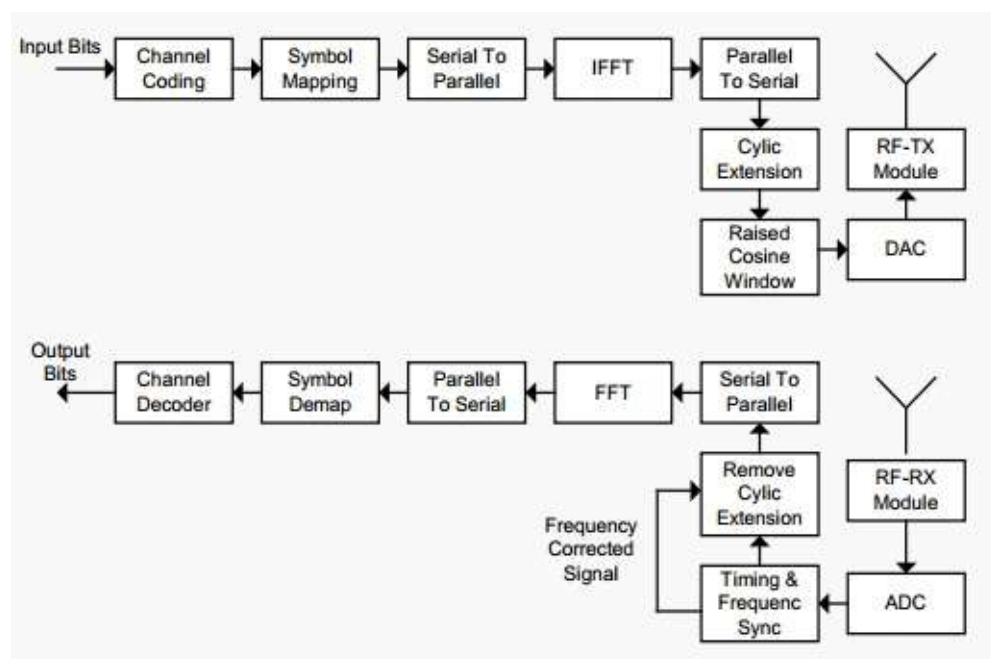 Input Bits
Channel
Coding
Symbol
Mapping
Serial To
Parallel
IFFT
Parallel
To Serial
Cylic
Extension
Raised
Cosine
Window
DAC
RF-TX
Module
Output
Bits
Channel
Decoder
Symbol
Demap
Parallel
To Serial
FFT
Serial To
Parallel
Remove
Cylic
Extension
RF-RX
Module
Frequency
Corrected
Signal
Timing &
Frequenc
Sync
ADC